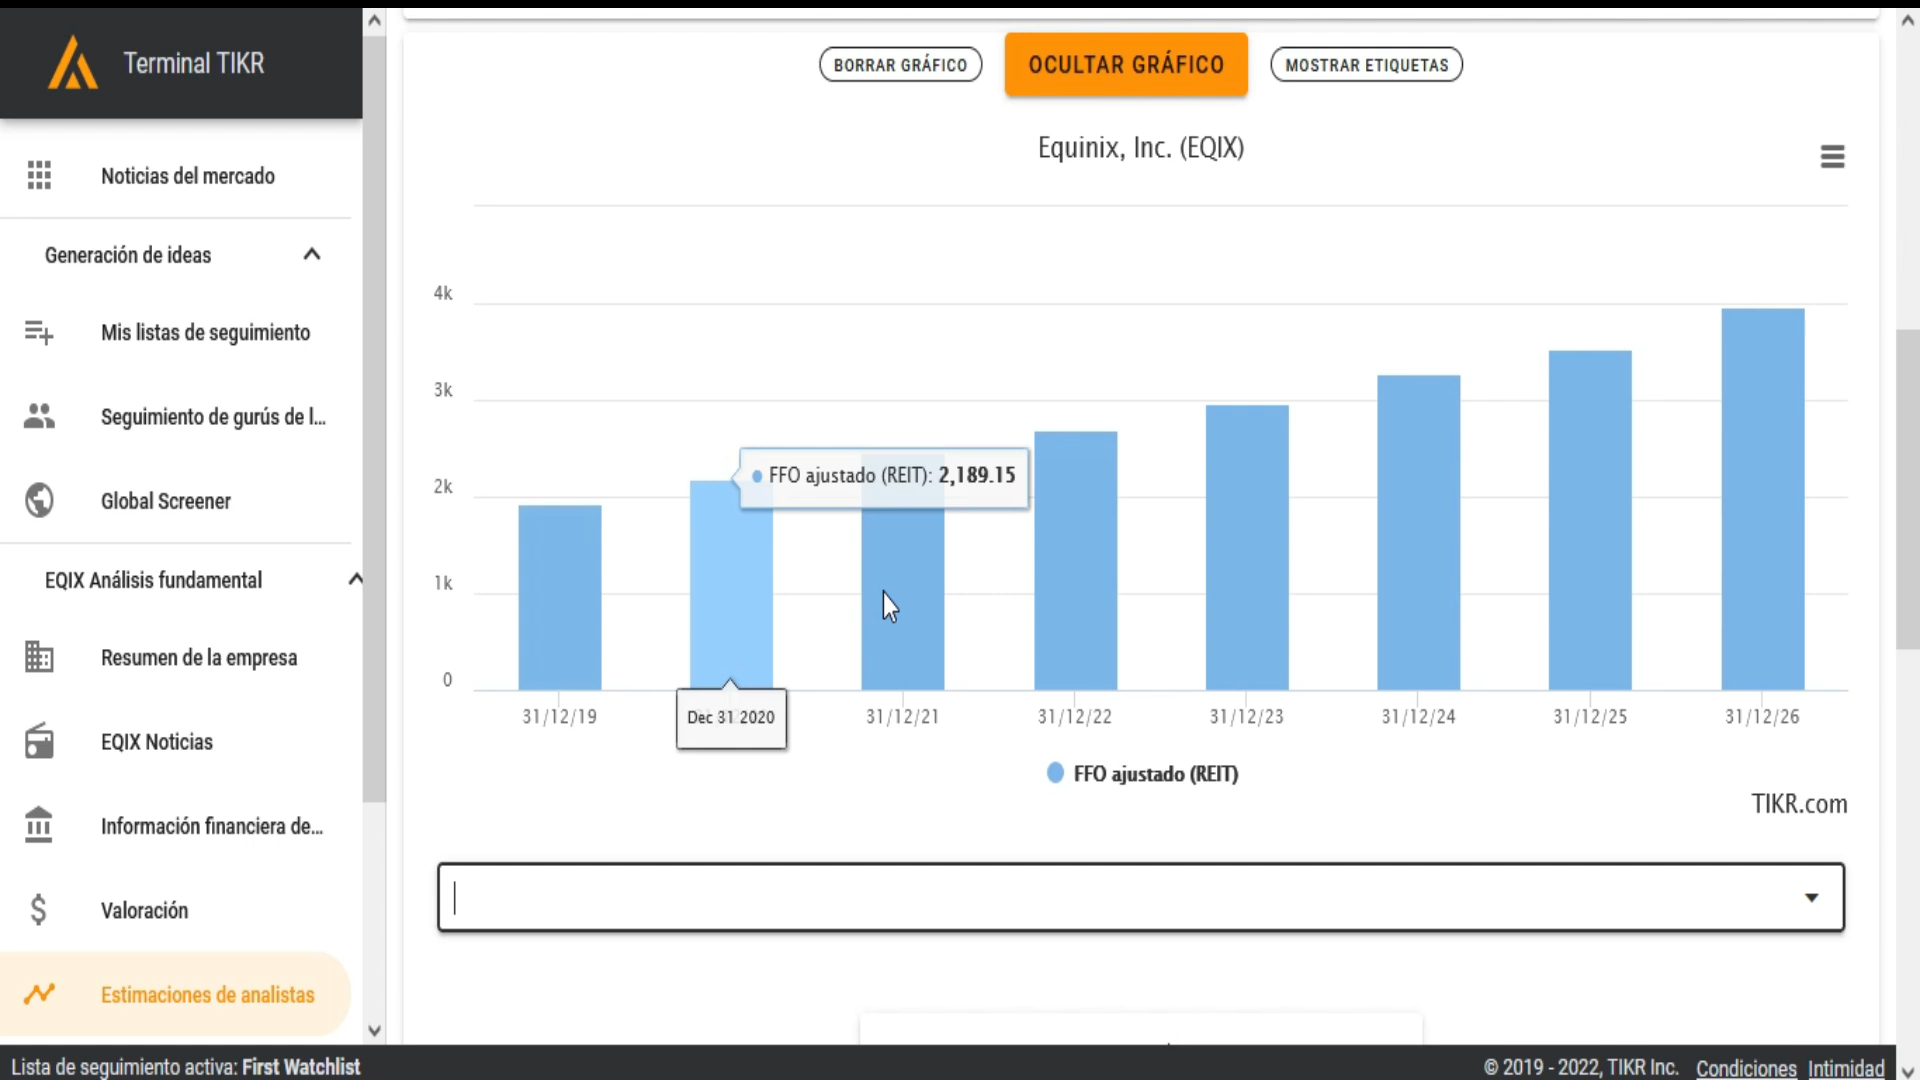 Terminal TIKR
Noticias del mercado
Generación de ideas
Mis listas de seguimiento
Seguimiento de gurús de l...
Global Screener
EQIX Análisis fundamental
Resumen de la empresa
EQIX Noticias
Información financiera de...
Valoración
Estimaciones de analistas
BORRAR GRÁFICO
OCULTAR GRÁFICO
MOSTRAR ETIQUETAS
Equinix, Inc. (EQIX)
4k
3k
2k
1k
0
FFO ajustado (REIT): 2,189.15
31/12/19
Dec 31 2020
31/12/21
31/12/22
31/12/23
31/12/24
31/12/25
31/12/26
FFO ajustado (REIT)
TIKR.com
Lista de seguimiento activa: First Watchlist
© 2019 - 2022, TIKR Inc. Condiciones Intimidad